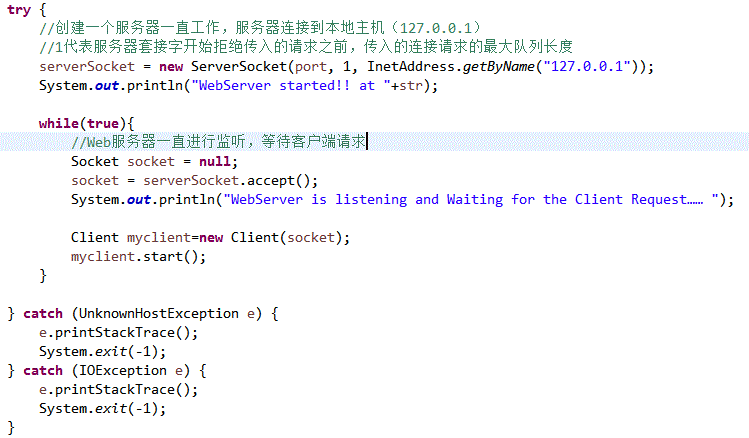 try {
    //创建一个服务器一直工作，服务器连接到本地主机（127.0.0.1）
    //1代表服务器套接字开始拒绝传入的请求之前，传入的连接请求的最大队列长度
    serverSocket = new ServerSocket(port, 1, InetAddress.getByName("127.0.0.1"));
    System.out.println("WebServer started!! at "+str);

    while(true){
        //Web服务器一直进行监听，等待客户端请求
        Socket socket = null;
        socket = serverSocket.accept();
        System.out.println("WebServer is listening and Waiting for the Client Request…… ");

        Client myclient=new Client(socket);
        myclient.start();
    }

} catch (UnknownHostException e) {
    e.printStackTrace();
    System.exit(-1);
} catch (IOException e) {
    e.printStackTrace();
    System.exit(-1);
}